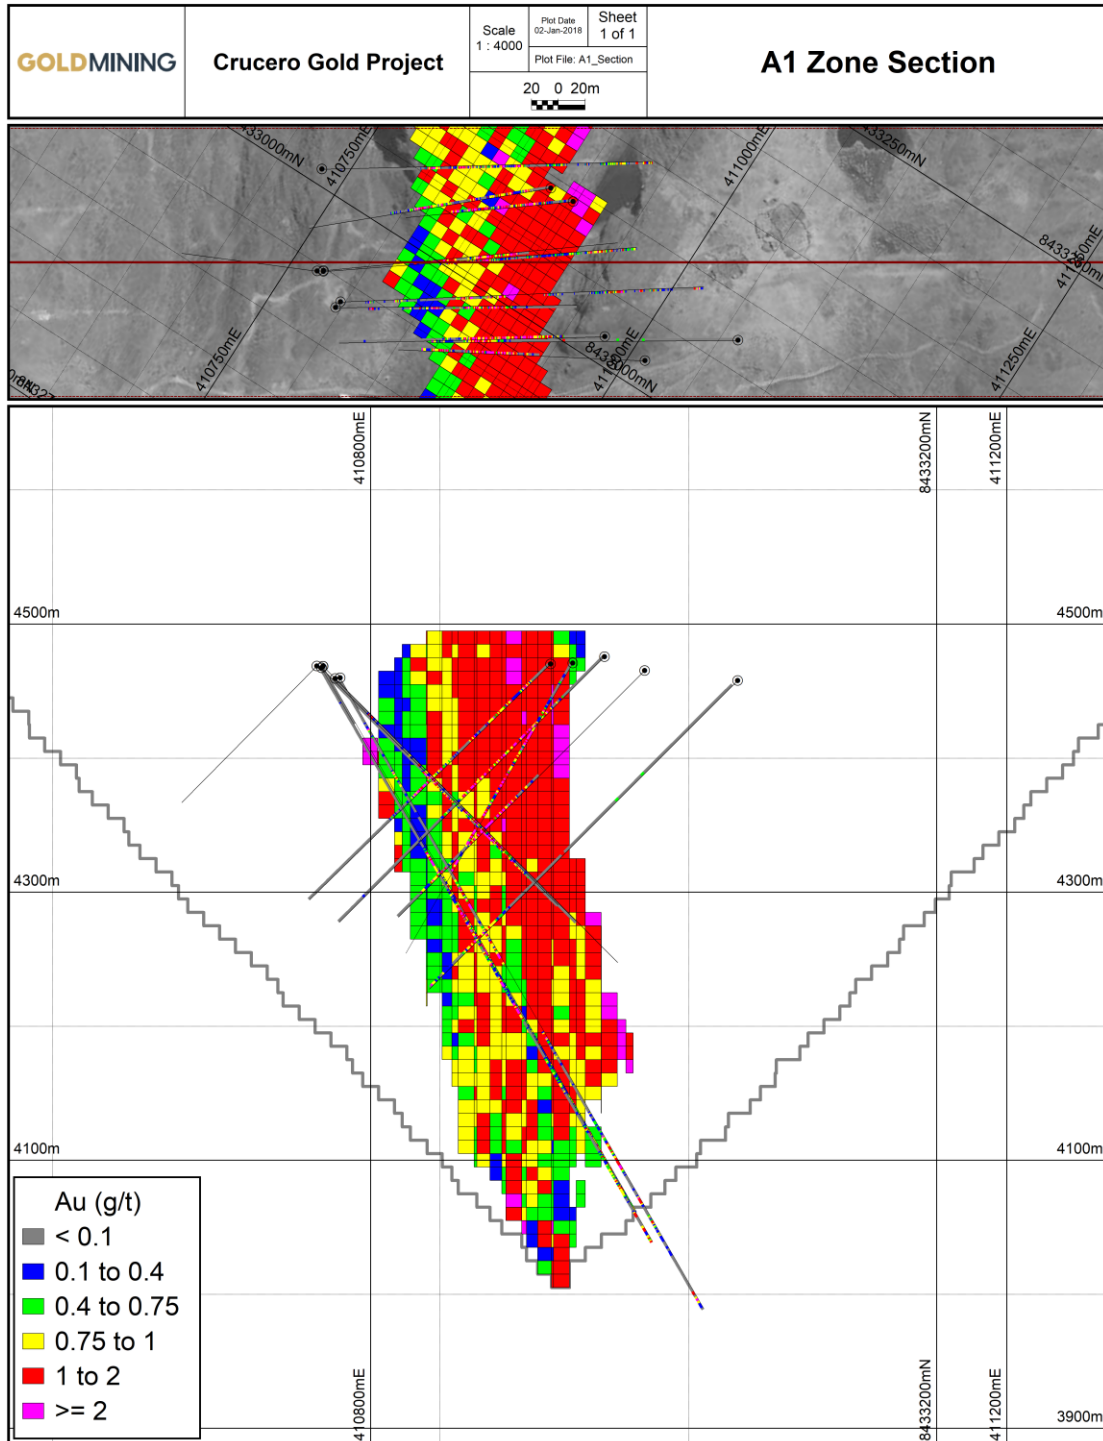 GOLDMINING
Crucero Gold Project
Scale
1 : 4000
Plot Date
02-Jan-2018
Sheet
1 of 1
Plot File: A1_Section
20 0 20m
A1 Zone Section
433000mN
410750mE
411000mE
433250mN
410750mE
8433000mN
411250mE
8433250mN
410800mE
8433200mN
411200mE
4500m
4500m
4300m
4300m
4100m
4100m
Au (g/t)
< 0.1
0.1 to 0.4
0.4 to 0.75
0.75 to 1
1 to 2
>= 2
410800mE
8433200mN
411200mE
3900m